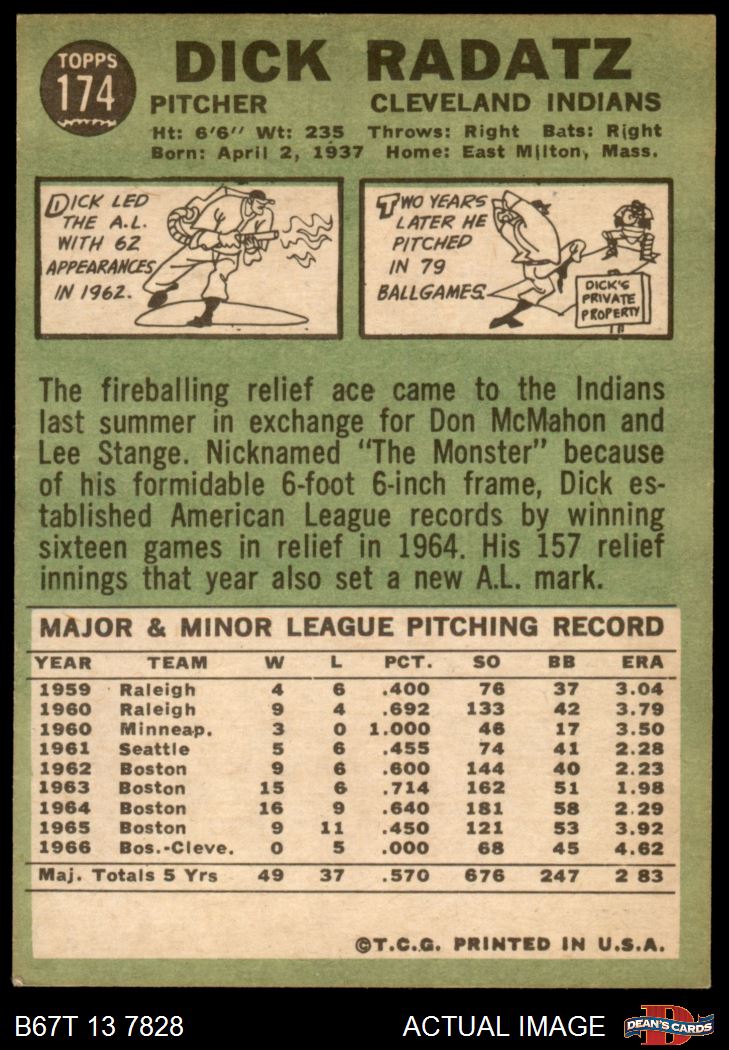 TOPPS
174
DICK RADATZ
PITCHER CLEVELAND INDIANS
Ht: 6'6" Wt: 235 Throws: Right Bats: Right
Born: April 2, 1937 Home: East Milton, Mass.
DICK LED
THE A.L.
WITH 62
APPEARANCES
IN 1962.
TWO YEARS
LATER HE
PITCHED
IN 79
BALLGAMES.
DICK'S
PRIVATE
PROPERTY
The fireballing relief ace came to the Indians
last summer in exchange for Don McMahon and
Lee Stange. Nicknamed "The Monster" because
of his formidable 6-foot 6-inch frame, Dick es-
tablished American League records by winning
sixteen games in relief in 1964. His 157 relief
innings that year also set a new A.L. mark.
MAJOR & MINOR LEAGUE PITCHING RECORD
YEAR TEAM W L PCT. SO BB ERA
1959 Raleigh 4 6 .400 76 37 3.04
1960 Raleigh 9 4 .692 133 42 3.79
1960 Minneap. 3 0 1.000 46 17 3.50
1961 Seattle 5 6 .455 74 41 2.28
1962 Boston 9 6 .600 144 40 2.23
1963 Boston 15 6 .714 162 51 1.98
1964 Boston 16 9 .640 181 58 2.29
1965 Boston 9 11 .450 121 53 3.92
1966 Bos.-Cleve. 0 5 .000 68 45 4.62
Maj. Totals 5 Yrs 49 37 .570 676 247 2 83
©T.C.G. PRINTED IN U.S.A.
B67T 13 7828 ACTUAL IMAGE
DEAN'S CARDS